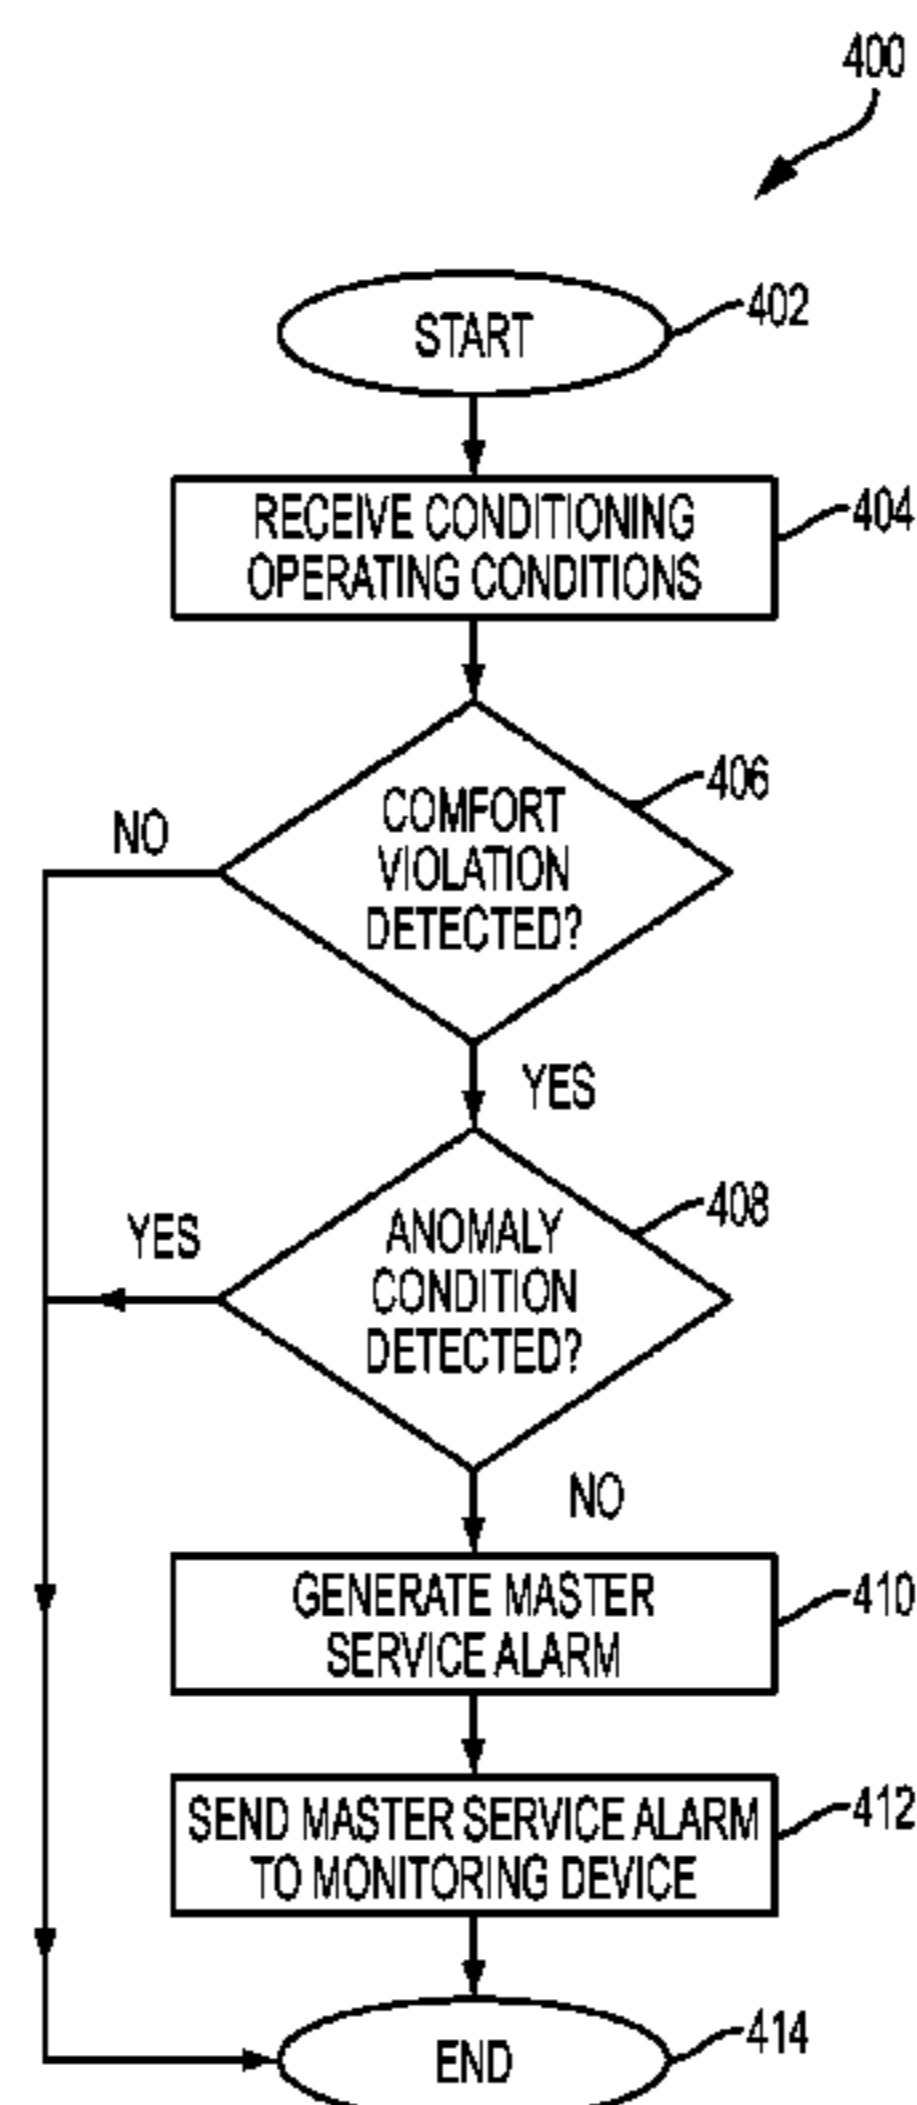 400
START
402
RECEIVE CONDITIONING
OPERATING CONDITIONS
404
COMFORT
VIOLATION
DETECTED?
406
NO
YES
ANOMALY
CONDITION
DETECTED?
408
YES
NO
GENERATE MASTER
SERVICE ALARM
410
SEND MASTER SERVICE ALARM
TO MONITORING DEVICE
412
END
414